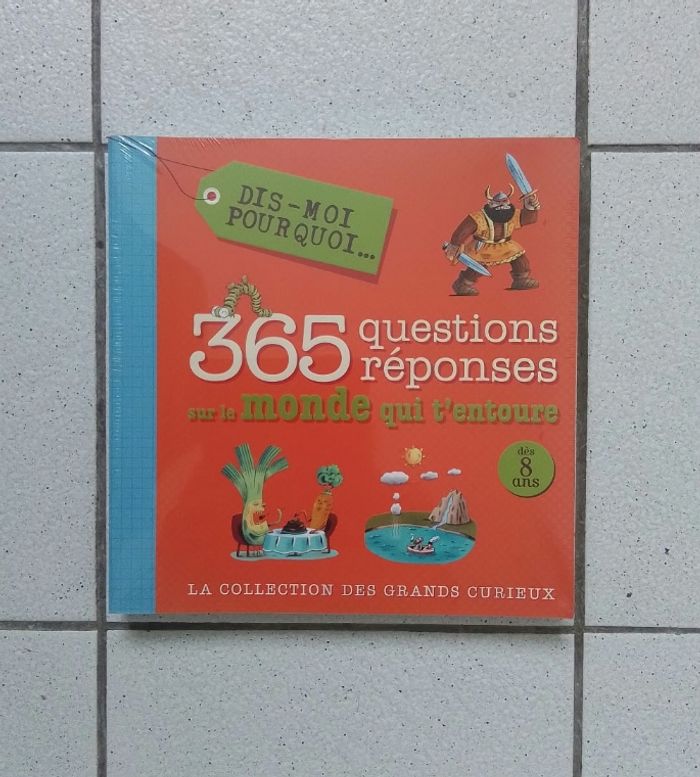 DIS-MOI
POURQUOI...
365 questions
réponses
sur le monde qui t'entoure
dès
8
ans
LA COLLECTION DES GRANDS CURIEUX